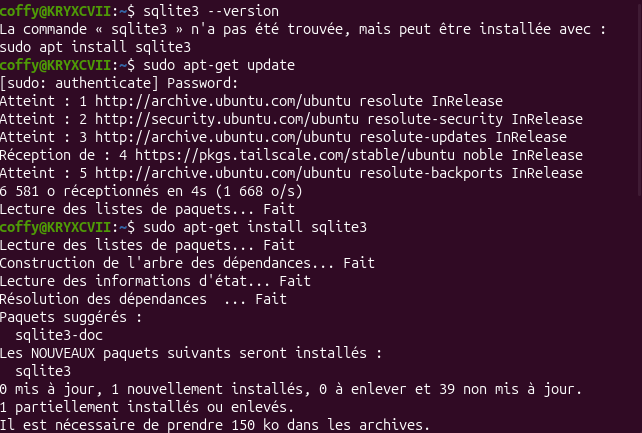 coffy@KRYXCVII:~$ sqlite3 --version
La commande « sqlite3 » n'a pas été trouvée, mais peut être installée avec :
sudo apt install sqlite3
coffy@KRYXCVII:~$ sudo apt-get update
[sudo: authenticate] Password:
Atteint : 1 http://archive.ubuntu.com/ubuntu resolute InRelease
Atteint : 2 http://security.ubuntu.com/ubuntu resolute-security InRelease
Atteint : 3 http://archive.ubuntu.com/ubuntu resolute-updates InRelease
Réception de : 4 https://pkgs.tailscale.com/stable/ubuntu noble InRelease
Atteint : 5 http://archive.ubuntu.com/ubuntu resolute-backports InRelease
6 581 o réceptionnés en 4s (1 668 o/s)
Lecture des listes de paquets... Fait
coffy@KRYXCVII:~$ sudo apt-get install sqlite3
Lecture des listes de paquets... Fait
Construction de l'arbre des dépendances... Fait
Lecture des informations d'état... Fait
Résolution des dépendances  ... Fait
Paquets suggérés :
  sqlite3-doc
Les NOUVEAUX paquets suivants seront installés :
  sqlite3
0 mis à jour, 1 nouvellement installés, 0 à enlever et 39 non mis à jour.
1 partiellement installés ou enlevés.
Il est nécessaire de prendre 150 ko dans les archives.